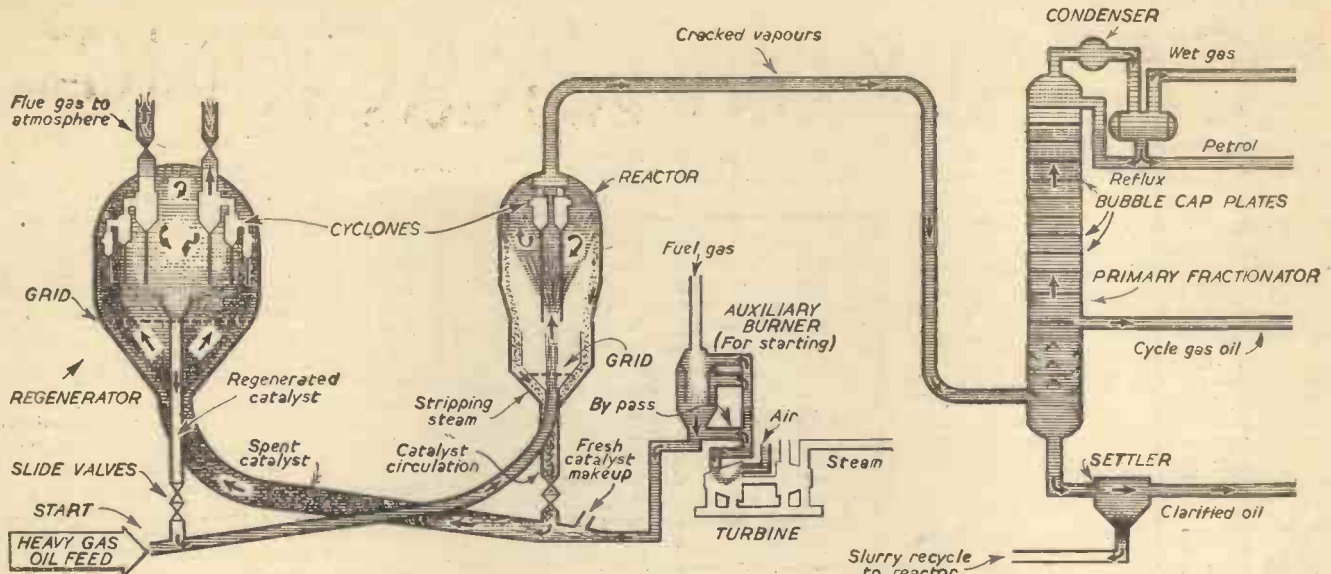 CONDENSER
Cracked vapours
Wet gas
Flue gas to
atmosphere
Petrol
REACTOR
Reflux
BUBBLE CAP PLATES
CYCLONES
Fuel gas
PRIMARY FRACTIONATOR
GRID
AUXILIARY
BURNER
(For starting)
Cycle gas oil
GRID
REGENERATOR
Regenerated
catalyst
Stripping
steam
By pass
Air
Spent
catalyst
Catalyst
circulation
Fresh
catalyst
makeup
Steam
SETTLER
SLIDE VALVES
START
Clarified oil
TURBINE
HEAVY GAS
OIL FEED
Slurry recycle
to reactor